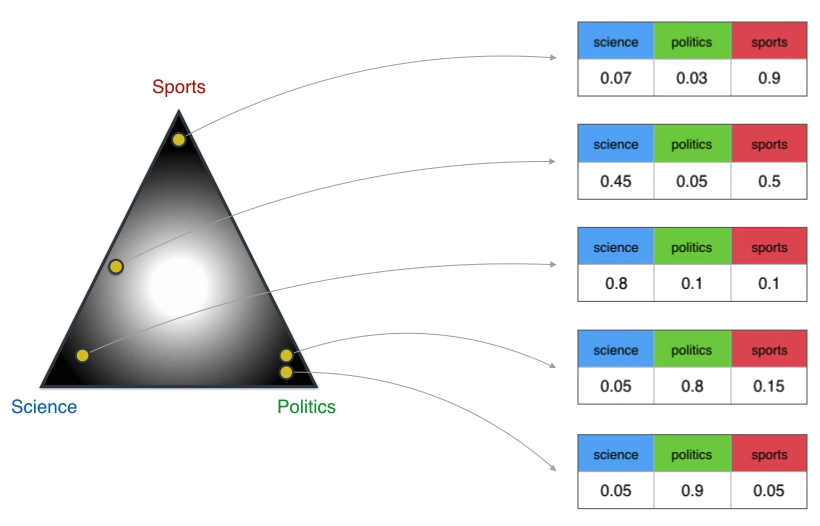 Sports
Science
Politics
science politics sports
0.07 0.03 0.9
science politics sports
0.45 0.05 0.5
science politics sports
0.8 0.1 0.1
science politics sports
0.05 0.8 0.15
science politics sports
0.05 0.9 0.05